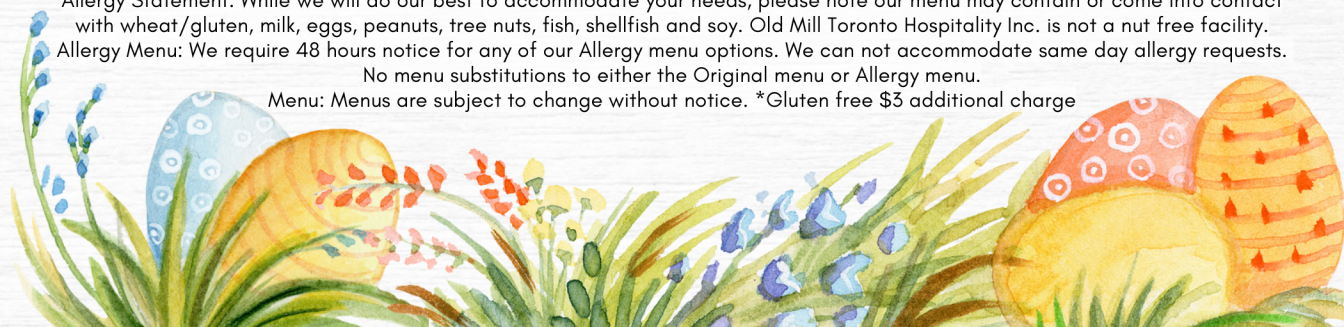 Allergy Statement: While we will do our best to accommodate your needs, please note our menu may contain or come into contact
with wheat/gluten, milk, eggs, peanuts, tree nuts, fish, shellfish and soy. Old Mill Toronto Hospitality Inc. is not a nut free facility.
Allergy Menu: We require 48 hours notice for any of our Allergy menu options. We can not accommodate same day allergy requests.
No menu substitutions to either the Original menu or Allergy menu.
Menu: Menus are subject to change without notice. *Gluten free $3 additional charge